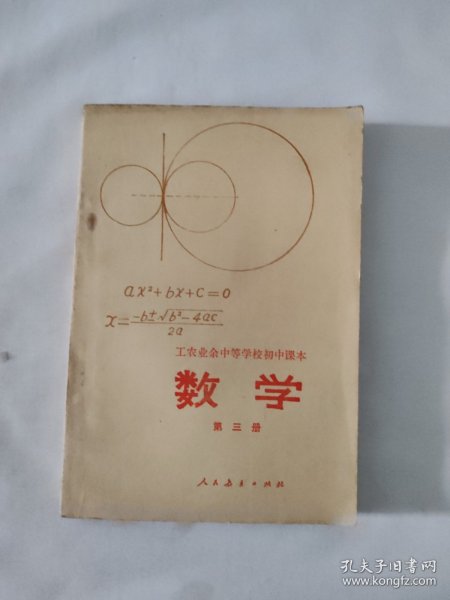 ax²+bx+c=0
x=-b±√b²-4ac
2a
工农业余中等学校初中课本
数学
第三册
人民教育出版社
孔夫子旧书网
www.kongfz.com